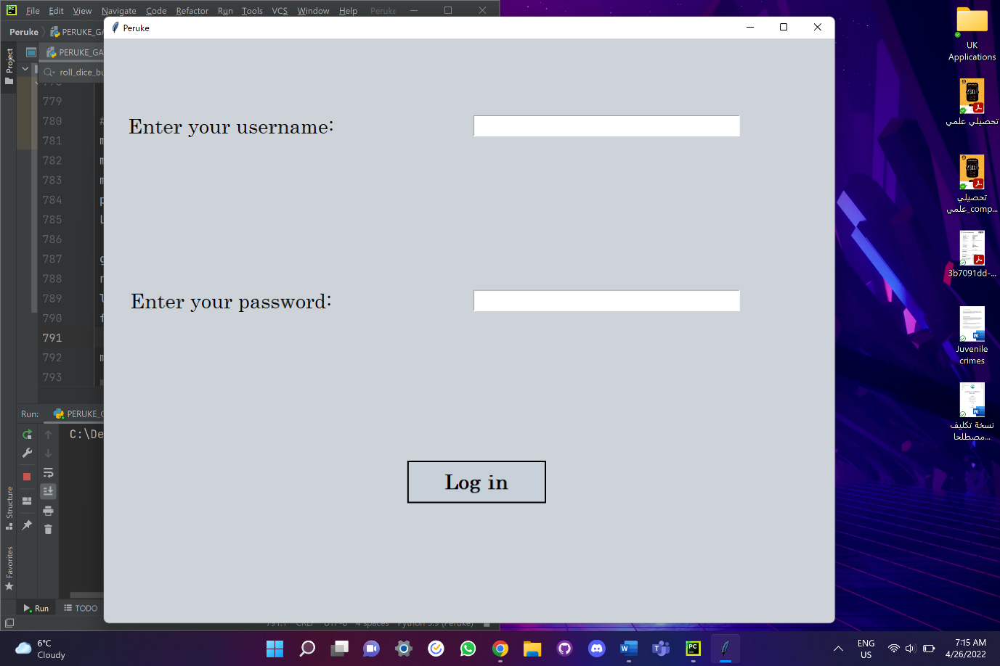 File Edit View Navigate Code Refactor Run Tools VCS Window Help Peruke
Peruke
PERUKE_GA
Peruke
PERUKE_GA
Project
roll_dice_bu
779
780 #
781 m
782 m
783 m
784 p
785 L
786
787 g
788 r
789 l
790 f
791
792 m
793
Enter your username:
Enter your password:
Log in
Run: PERUKE_G
C:\De
Structure
Favorites
Run TODO
791:1 CRLF UTF-8 4 spaces Python 3.9 (Peruke)
UK
Applications
تحصيلي علمي
تحصيلي
علمي_comp...
3b7091dd-...
Juvenile
crimes
نسخة تكليف
مصطلحا...
6°C
Cloudy
ENG
US
7:15 AM
4/26/2022